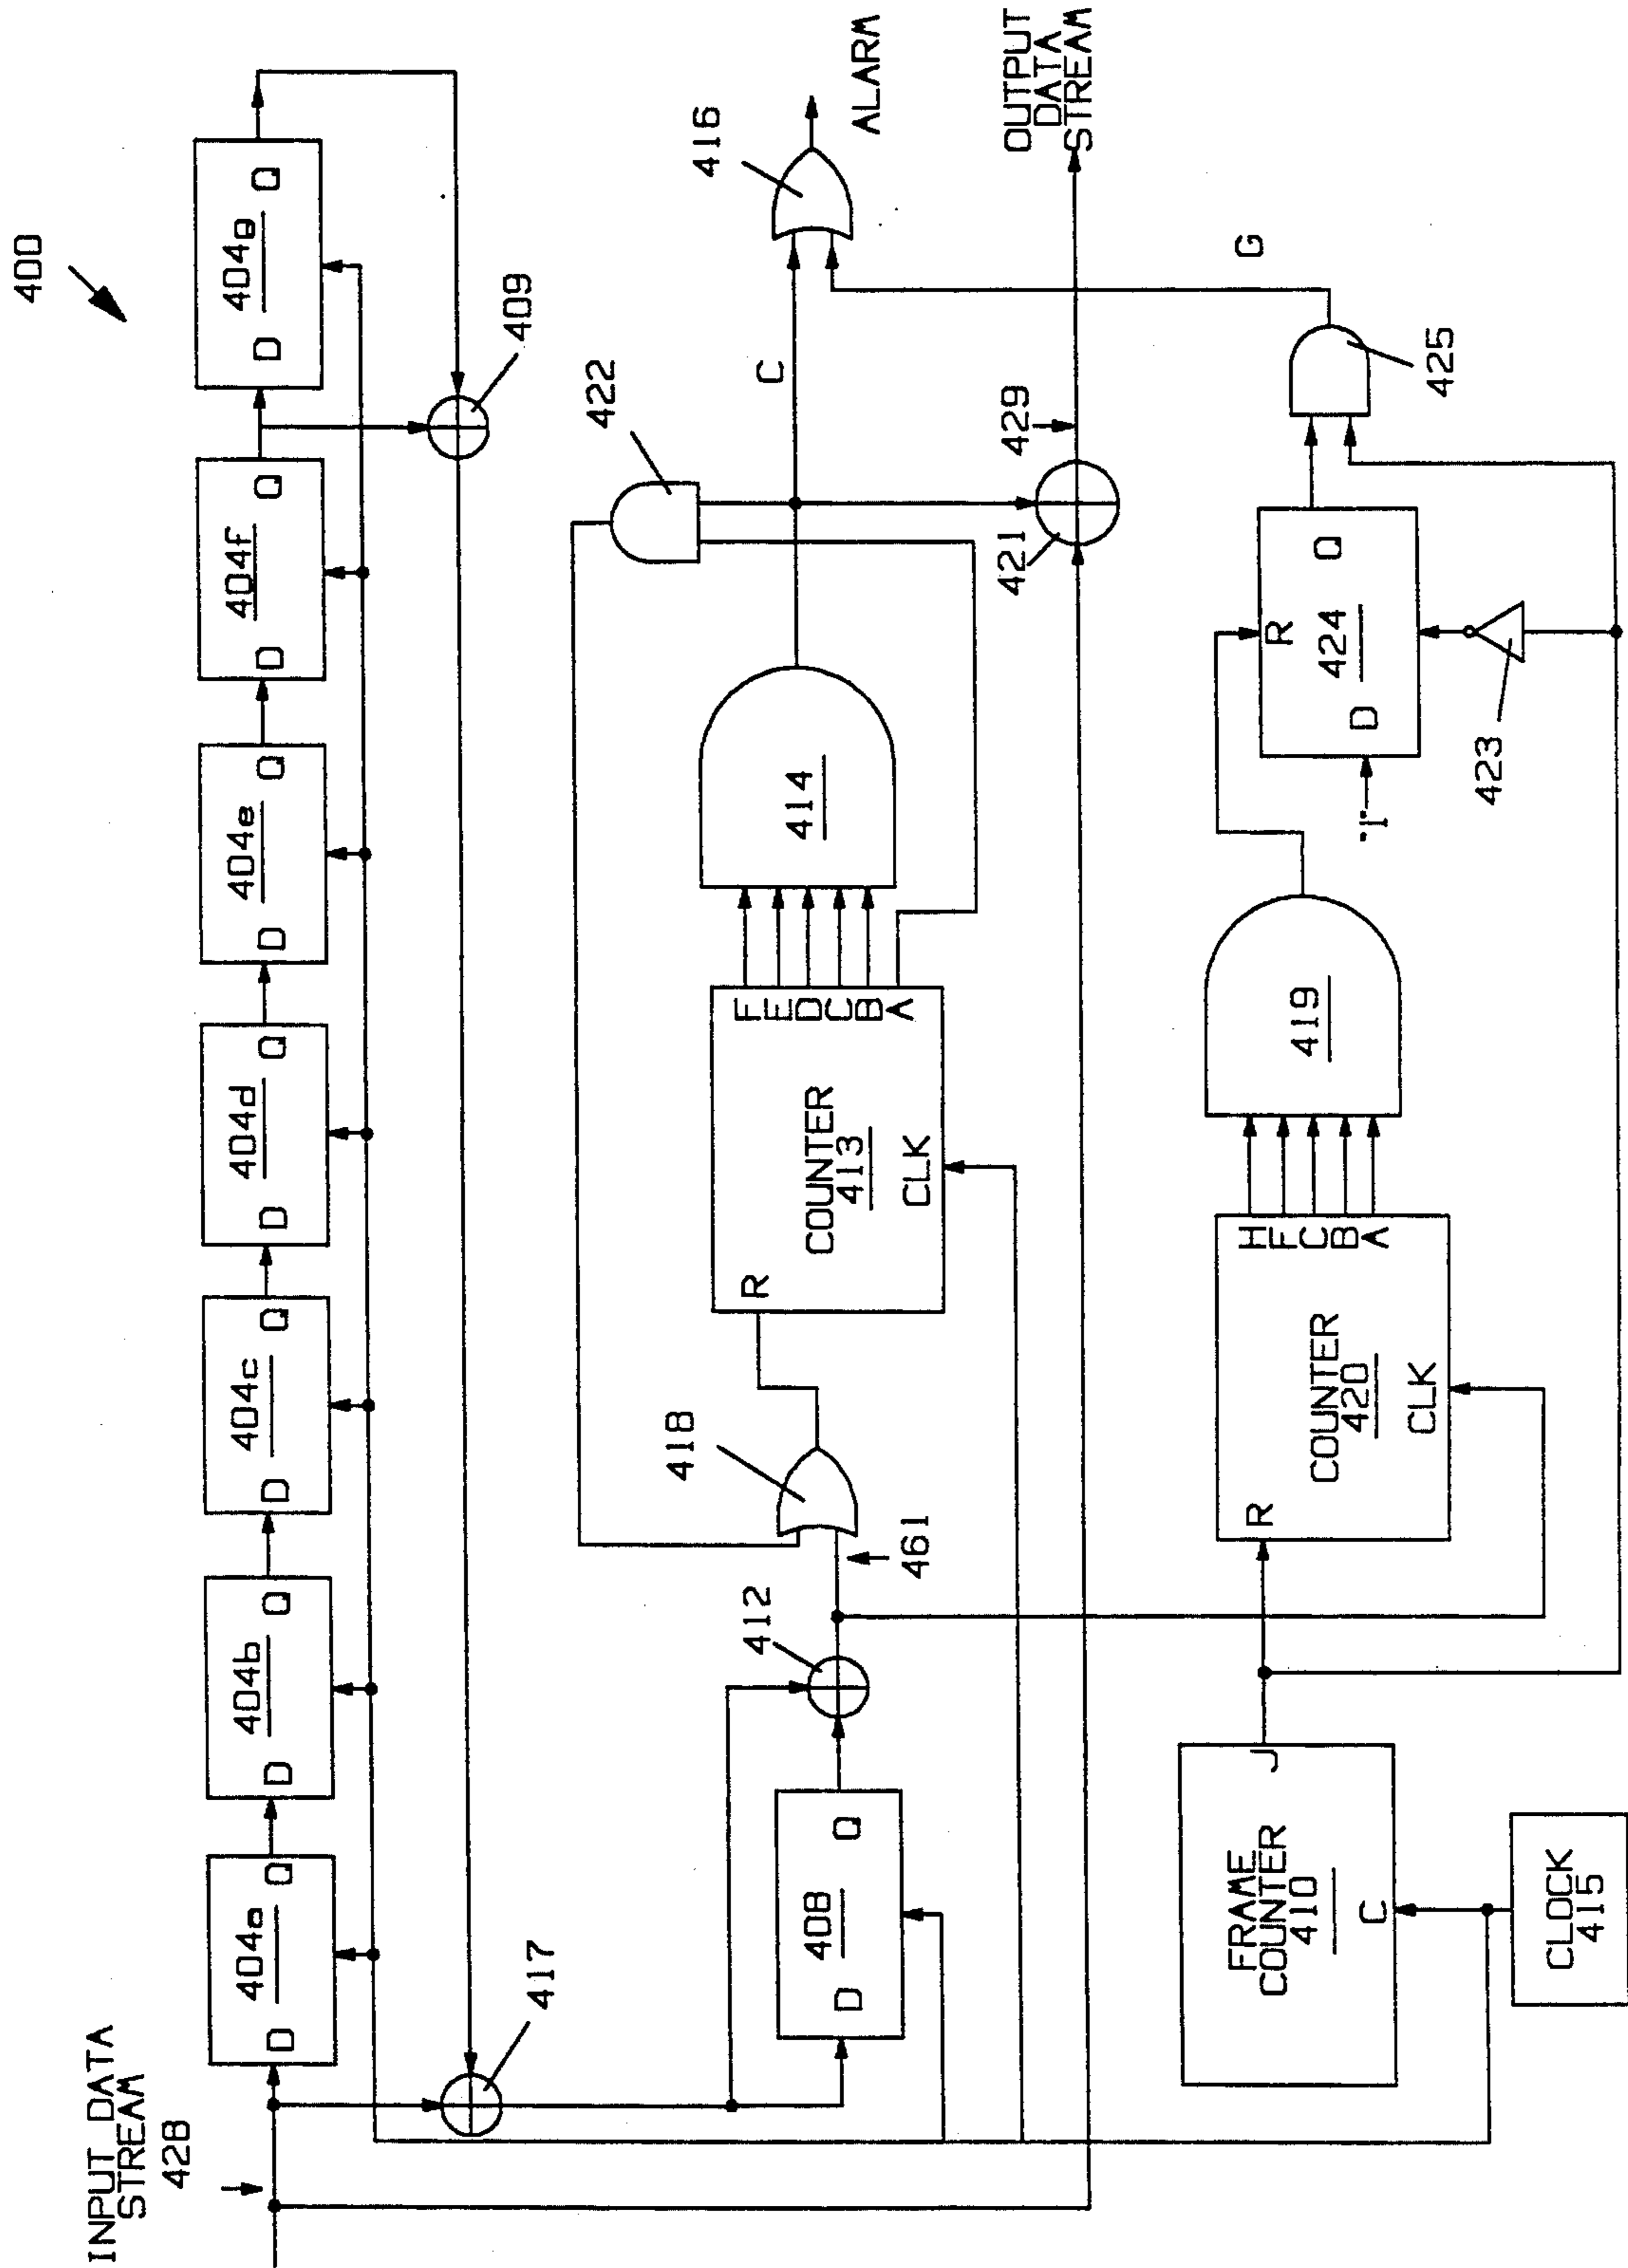 400
INPUT DATA
STREAM
428
D 404a Q
D 404b Q
D 404c Q
D 404d Q
D 404e Q
D 404f Q
D 404g Q
417
409
D 408 Q
412
461
418
R
COUNTER
413
CLK
F
E
D
C
B
A
414
422
C
416
ALARM
421
429
OUTPUT
DATA
STREAM
FRAME
COUNTER
410
J
C
CLOCK
415
R
COUNTER
420
CLK
H
F
C
B
A
419
"1"
D
R
424
Q
423
425
G